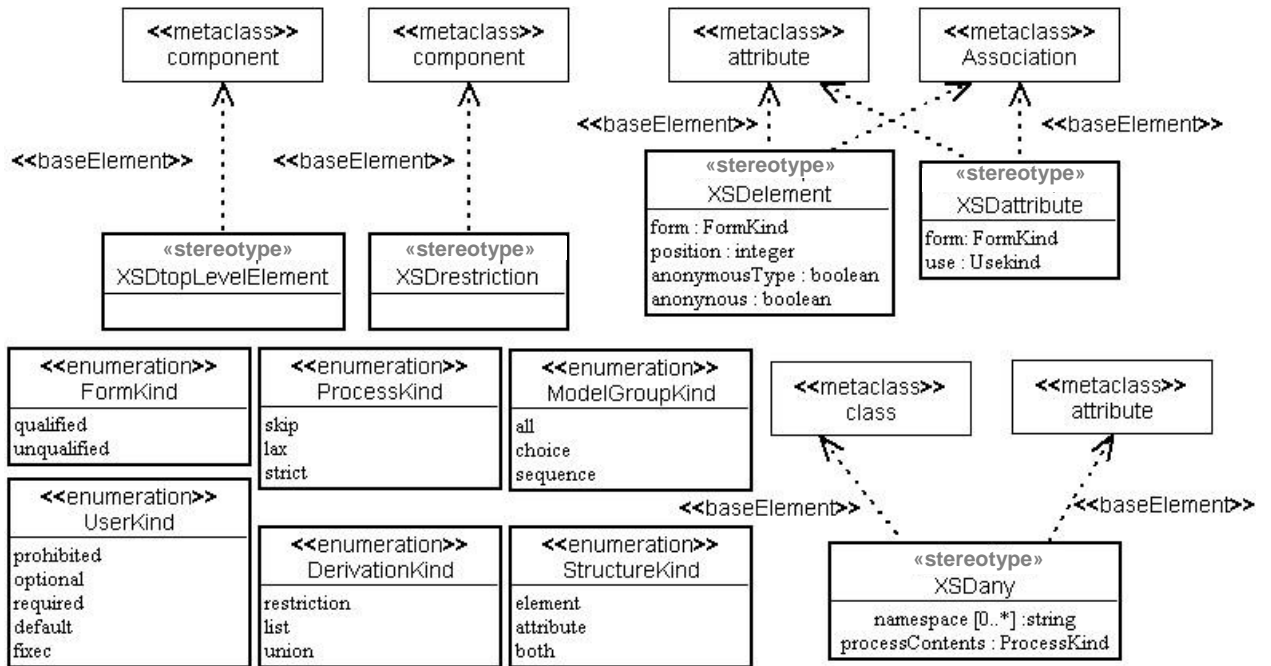 <<metaclass>>
component
<<metaclass>>
component
<<metaclass>>
attribute
<<metaclass>>
Association
<<baseElement>>
<<baseElement>>
<<baseElement>>
<<baseElement>>
«stereotype»
XSDtopLevelElement
«stereotype»
XSDrestriction
«stereotype»
XSDelement
form : FormKind
position : integer
anonymousType : boolean
anonynous : boolean
«stereotype»
XSDattribute
form: FormKind
use : Usekind
<<enumeration>>
FormKind
qualified
unqualified
<<enumeration>>
ProcessKind
skip
lax
strict
<<enumeration>>
ModelGroupKind
all
choice
sequence
<<metaclass>>
class
<<metaclass>>
attribute
<<enumeration>>
UserKind
prohibited
optional
required
default
fixec
<<enumeration>>
DerivationKind
restriction
list
union
<<enumeration>>
StructureKind
element
attribute
both
<<baseElement>>
<<baseElement>>
«stereotype»
XSDany
namespace [0..*] :string
processContents : ProcessKind